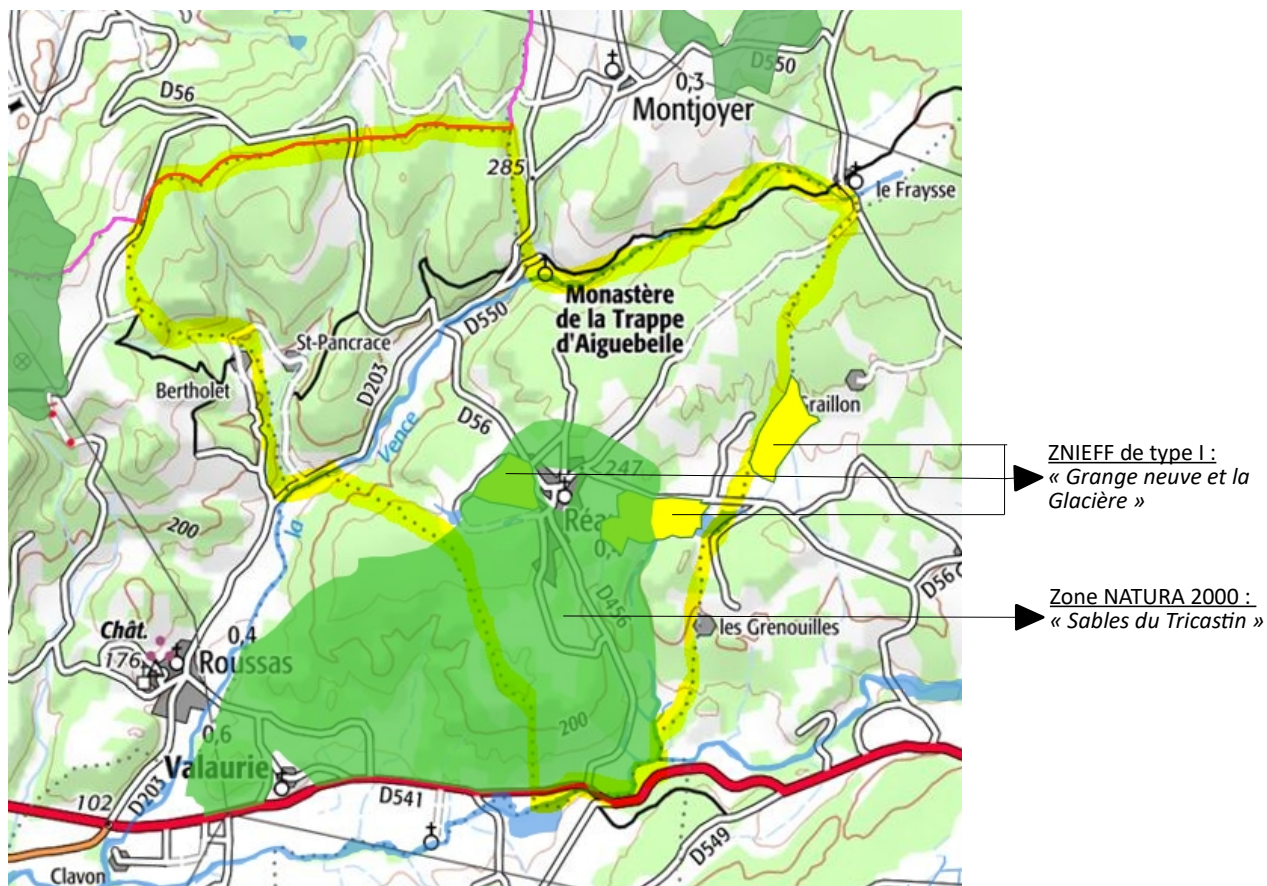 D56
D550
0,3
Montjoyer
285
le Fraysse
Monastère
de la Trappe
d'Aiguebelle
D550
St-Pancrace
Bertholet
D203
Vence
la
D56
Graillon
247
200
ZNIEFF de type I :
« Grange neuve et la
Glacière »
D56
D456
Zone NATURA 2000 :
« Sables du Tricastin »
les Grenouilles
Chât.
176
0,4
Roussas
200
0,6
Valaurie
102
D203
D541
D549
Clavon